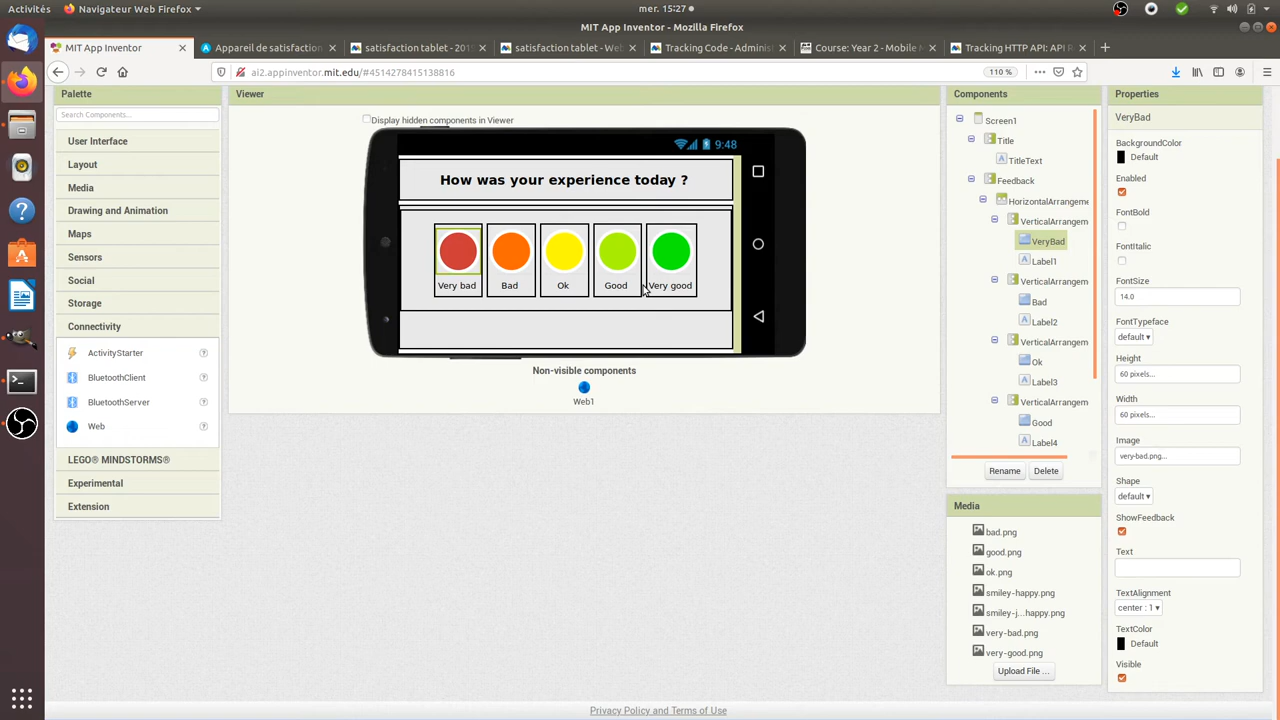 Activités
Navigateur Web Firefox
mer. 15:27
MIT App Inventor - Mozilla Firefox
MIT App Inventor
Appareil de satisfaction
satisfaction tablet - 201
satisfaction tablet - Web
Tracking Code - Adminis
Course: Year 2 - Mobile M
Tracking HTTP API: API R
ai2.appinventor.mit.edu/#4514278415138816
110 %
Palette
Search Components...
User Interface
Layout
Media
Drawing and Animation
Maps
Sensors
Social
Storage
Connectivity
ActivityStarter
BluetoothClient
BluetoothServer
Web
LEGO® MINDSTORMS®
Experimental
Extension
Viewer
Display hidden components in Viewer
9:48
How was your experience today ?
Very bad
Bad
Ok
Good
Very good
Non-visible components
Web1
Components
Screen1
Title
TitleText
Feedback
HorizontalArrangeme
VerticalArrangem
VeryBad
Label1
VerticalArrangem
Bad
Label2
VerticalArrangem
Ok
Label3
VerticalArrangem
Good
Label4
Rename
Delete
Media
bad.png
good.png
ok.png
smiley-happy.png
smiley-j...happy.png
very-bad.png
very-good.png
Upload File ...
Properties
VeryBad
BackgroundColor
Default
Enabled
FontBold
FontItalic
FontSize
14.0
FontTypeface
default
Height
60 pixels...
Width
60 pixels...
Image
very-bad.png...
Shape
default
ShowFeedback
Text
TextAlignment
center : 1
TextColor
Default
Visible
Privacy Policy and Terms of Use